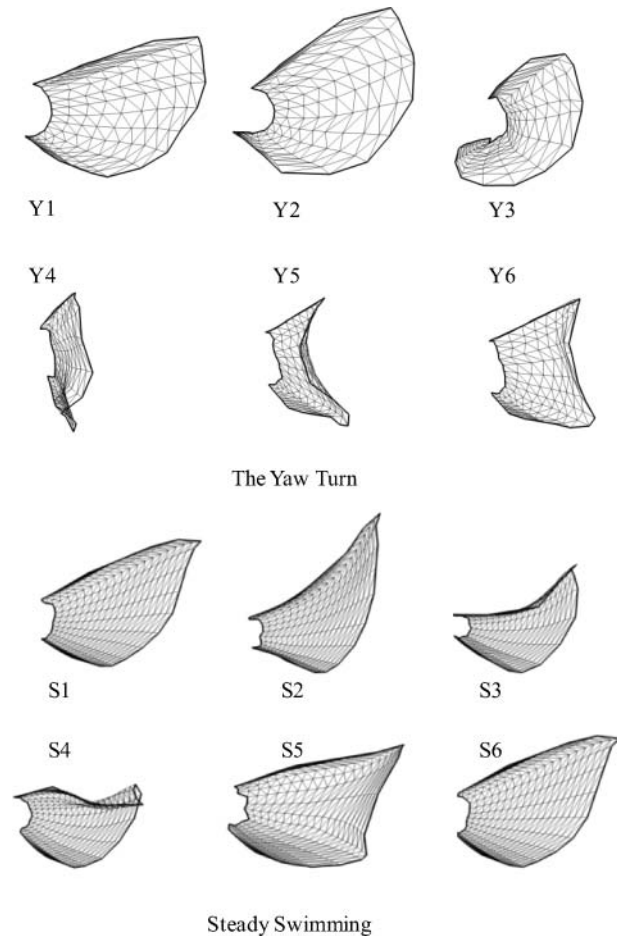 Y1 Y2 Y3
Y4 Y5 Y6
The Yaw Turn
S1 S2 S3
S4 S5 S6
Steady Swimming